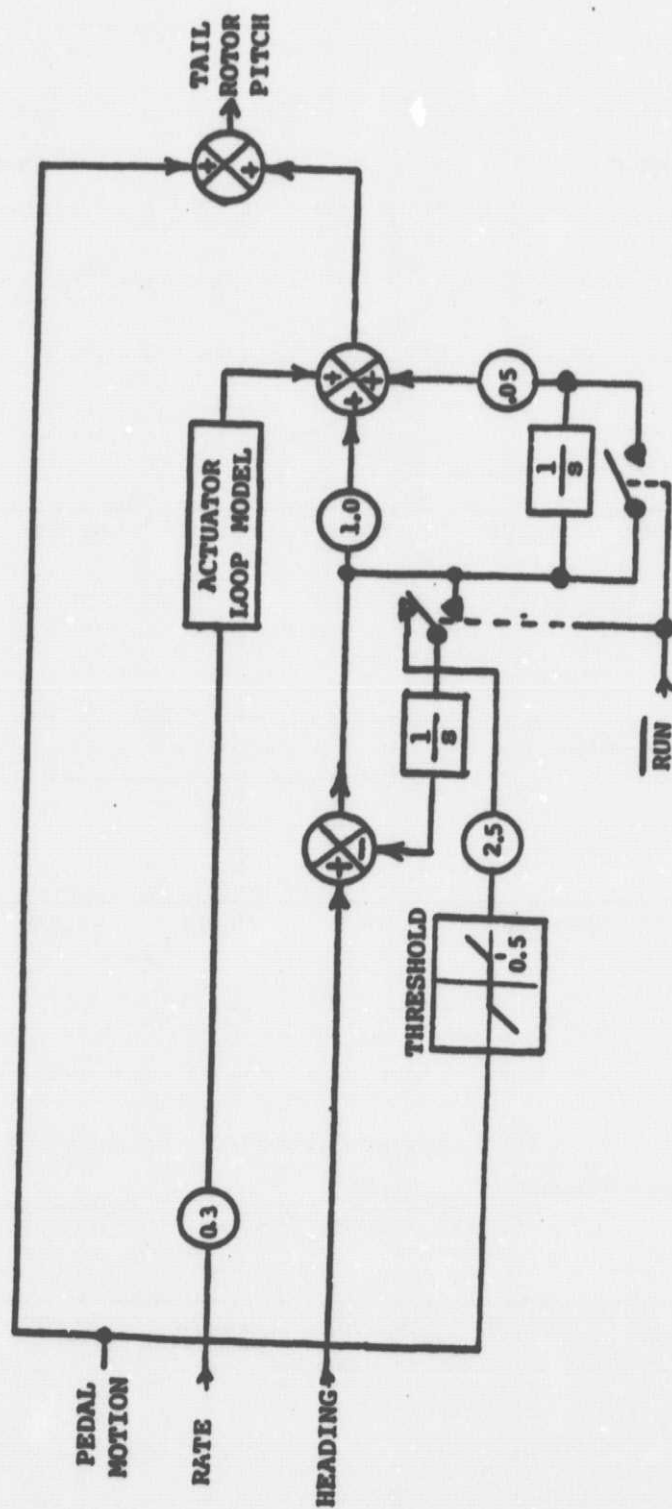 PEDAL
MOTION
RATE
HEADING
0.3
THRESHOLD
0.5
2.5
+
−
1
s
ACTUATOR
LOOP MODEL
1.0
+
+
+
1
s
.05
RUN
+
+
TAIL
ROTOR
PITCH